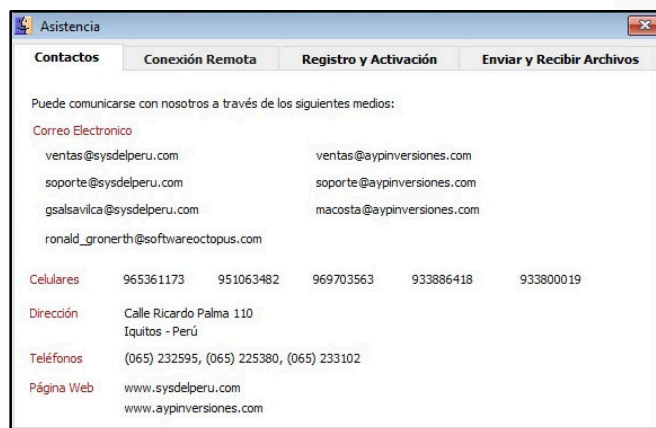 Asistencia
Contactos Conexión Remota Registro y Activación Enviar y Recibir Archivos
Puede comunicarse con nosotros a través de los siguientes medios:
Correo Electronico
ventas@sysdelperu.com ventas@aypinversiones.com
soporte@sysdelperu.com soporte@aypinversiones.com
gsalsavilca@sysdelperu.com macosta@aypinversiones.com
ronald_gronerth@softwareoctopus.com
Celulares 965361173 951063482 969703563 933886418 933800019
Dirección Calle Ricardo Palma 110
Iquitos - Perú
Teléfonos (065) 232595, (065) 225380, (065) 233102
Página Web www.sysdelperu.com
www.aypinversiones.com